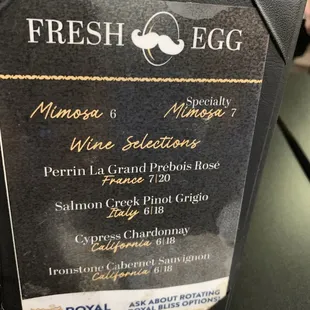 FRESH EGG
Mimosa 6
Specialty
Mimosa 7
Wine Selections
Perrin La Grand Prébois Rosé
France 7|20
Salmon Creek Pinot Grigio
Italy 6|18
Cypress Chardonnay
California 6|18
Ironstone Cabernet Sauvignon
California 6|18
ROYAL
ASK ABOUT ROTATING
ROYAL BLISS OPTIONS!